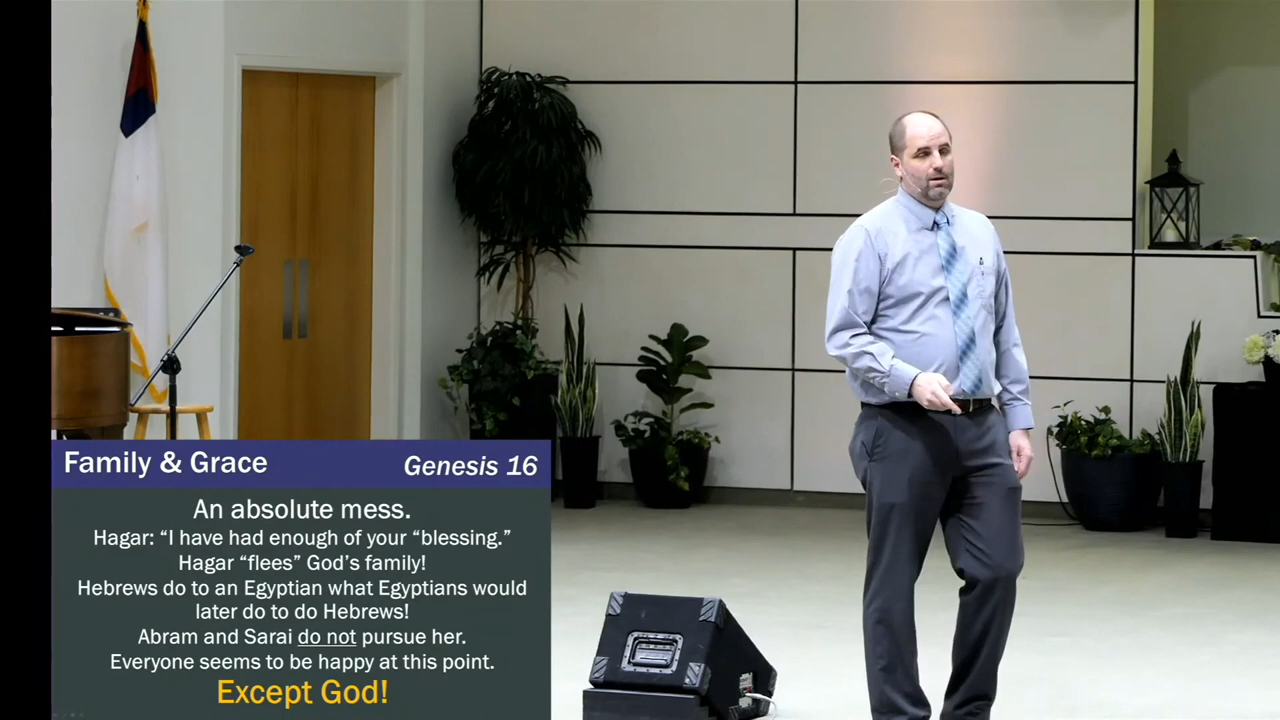 Family & Grace
Genesis 16
An absolute mess.
Hagar: “I have had enough of your “blessing.”
Hagar “flees” God’s family!
Hebrews do to an Egyptian what Egyptians would
later do to do Hebrews!
Abram and Sarai do not pursue her.
Everyone seems to be happy at this point.
Except God!